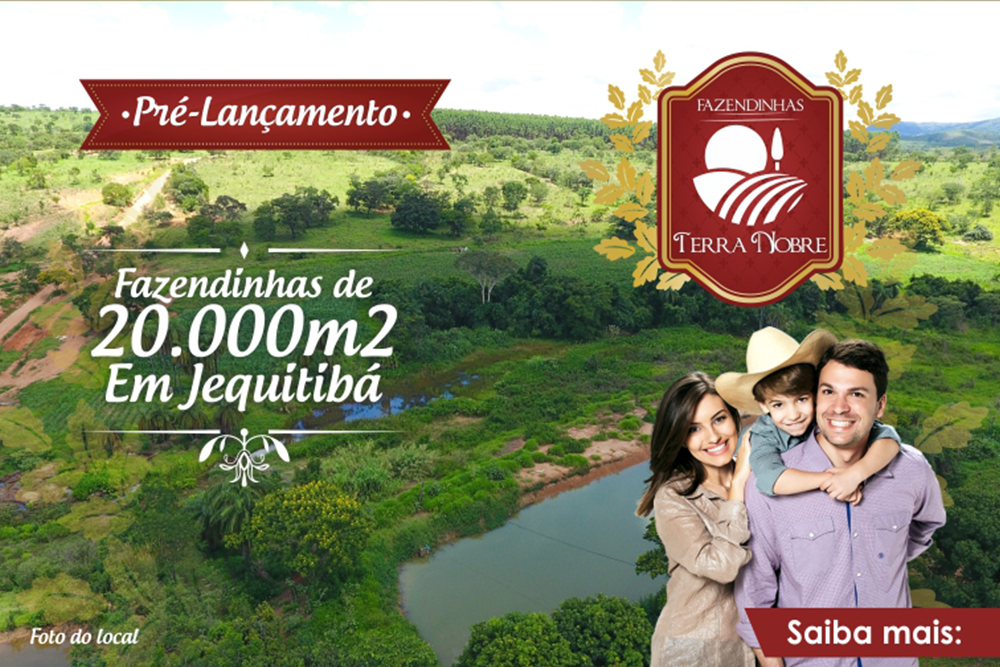 Pré-Lançamento
FAZENDINHAS
TERRA NOBRE
Fazendinhas de
20.000m2
Em Jequitibá
Foto do local
Saiba mais: